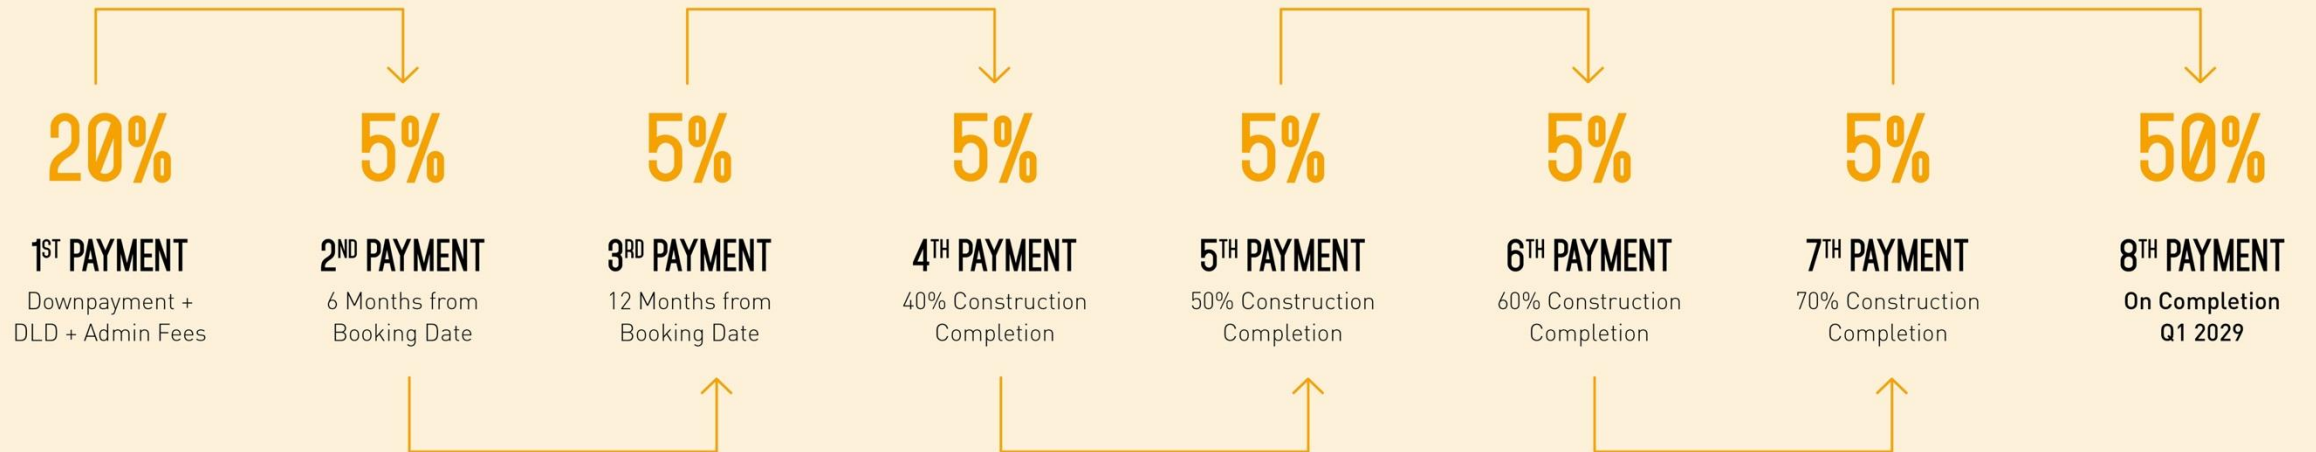 20%
1ST PAYMENT
Downpayment +
DLD + Admin Fees
5%
2ND PAYMENT
6 Months from
Booking Date
5%
3RD PAYMENT
12 Months from
Booking Date
5%
4TH PAYMENT
40% Construction
Completion
5%
5TH PAYMENT
50% Construction
Completion
5%
6TH PAYMENT
60% Construction
Completion
5%
7TH PAYMENT
70% Construction
Completion
50%
8TH PAYMENT
On Completion
Q1 2029